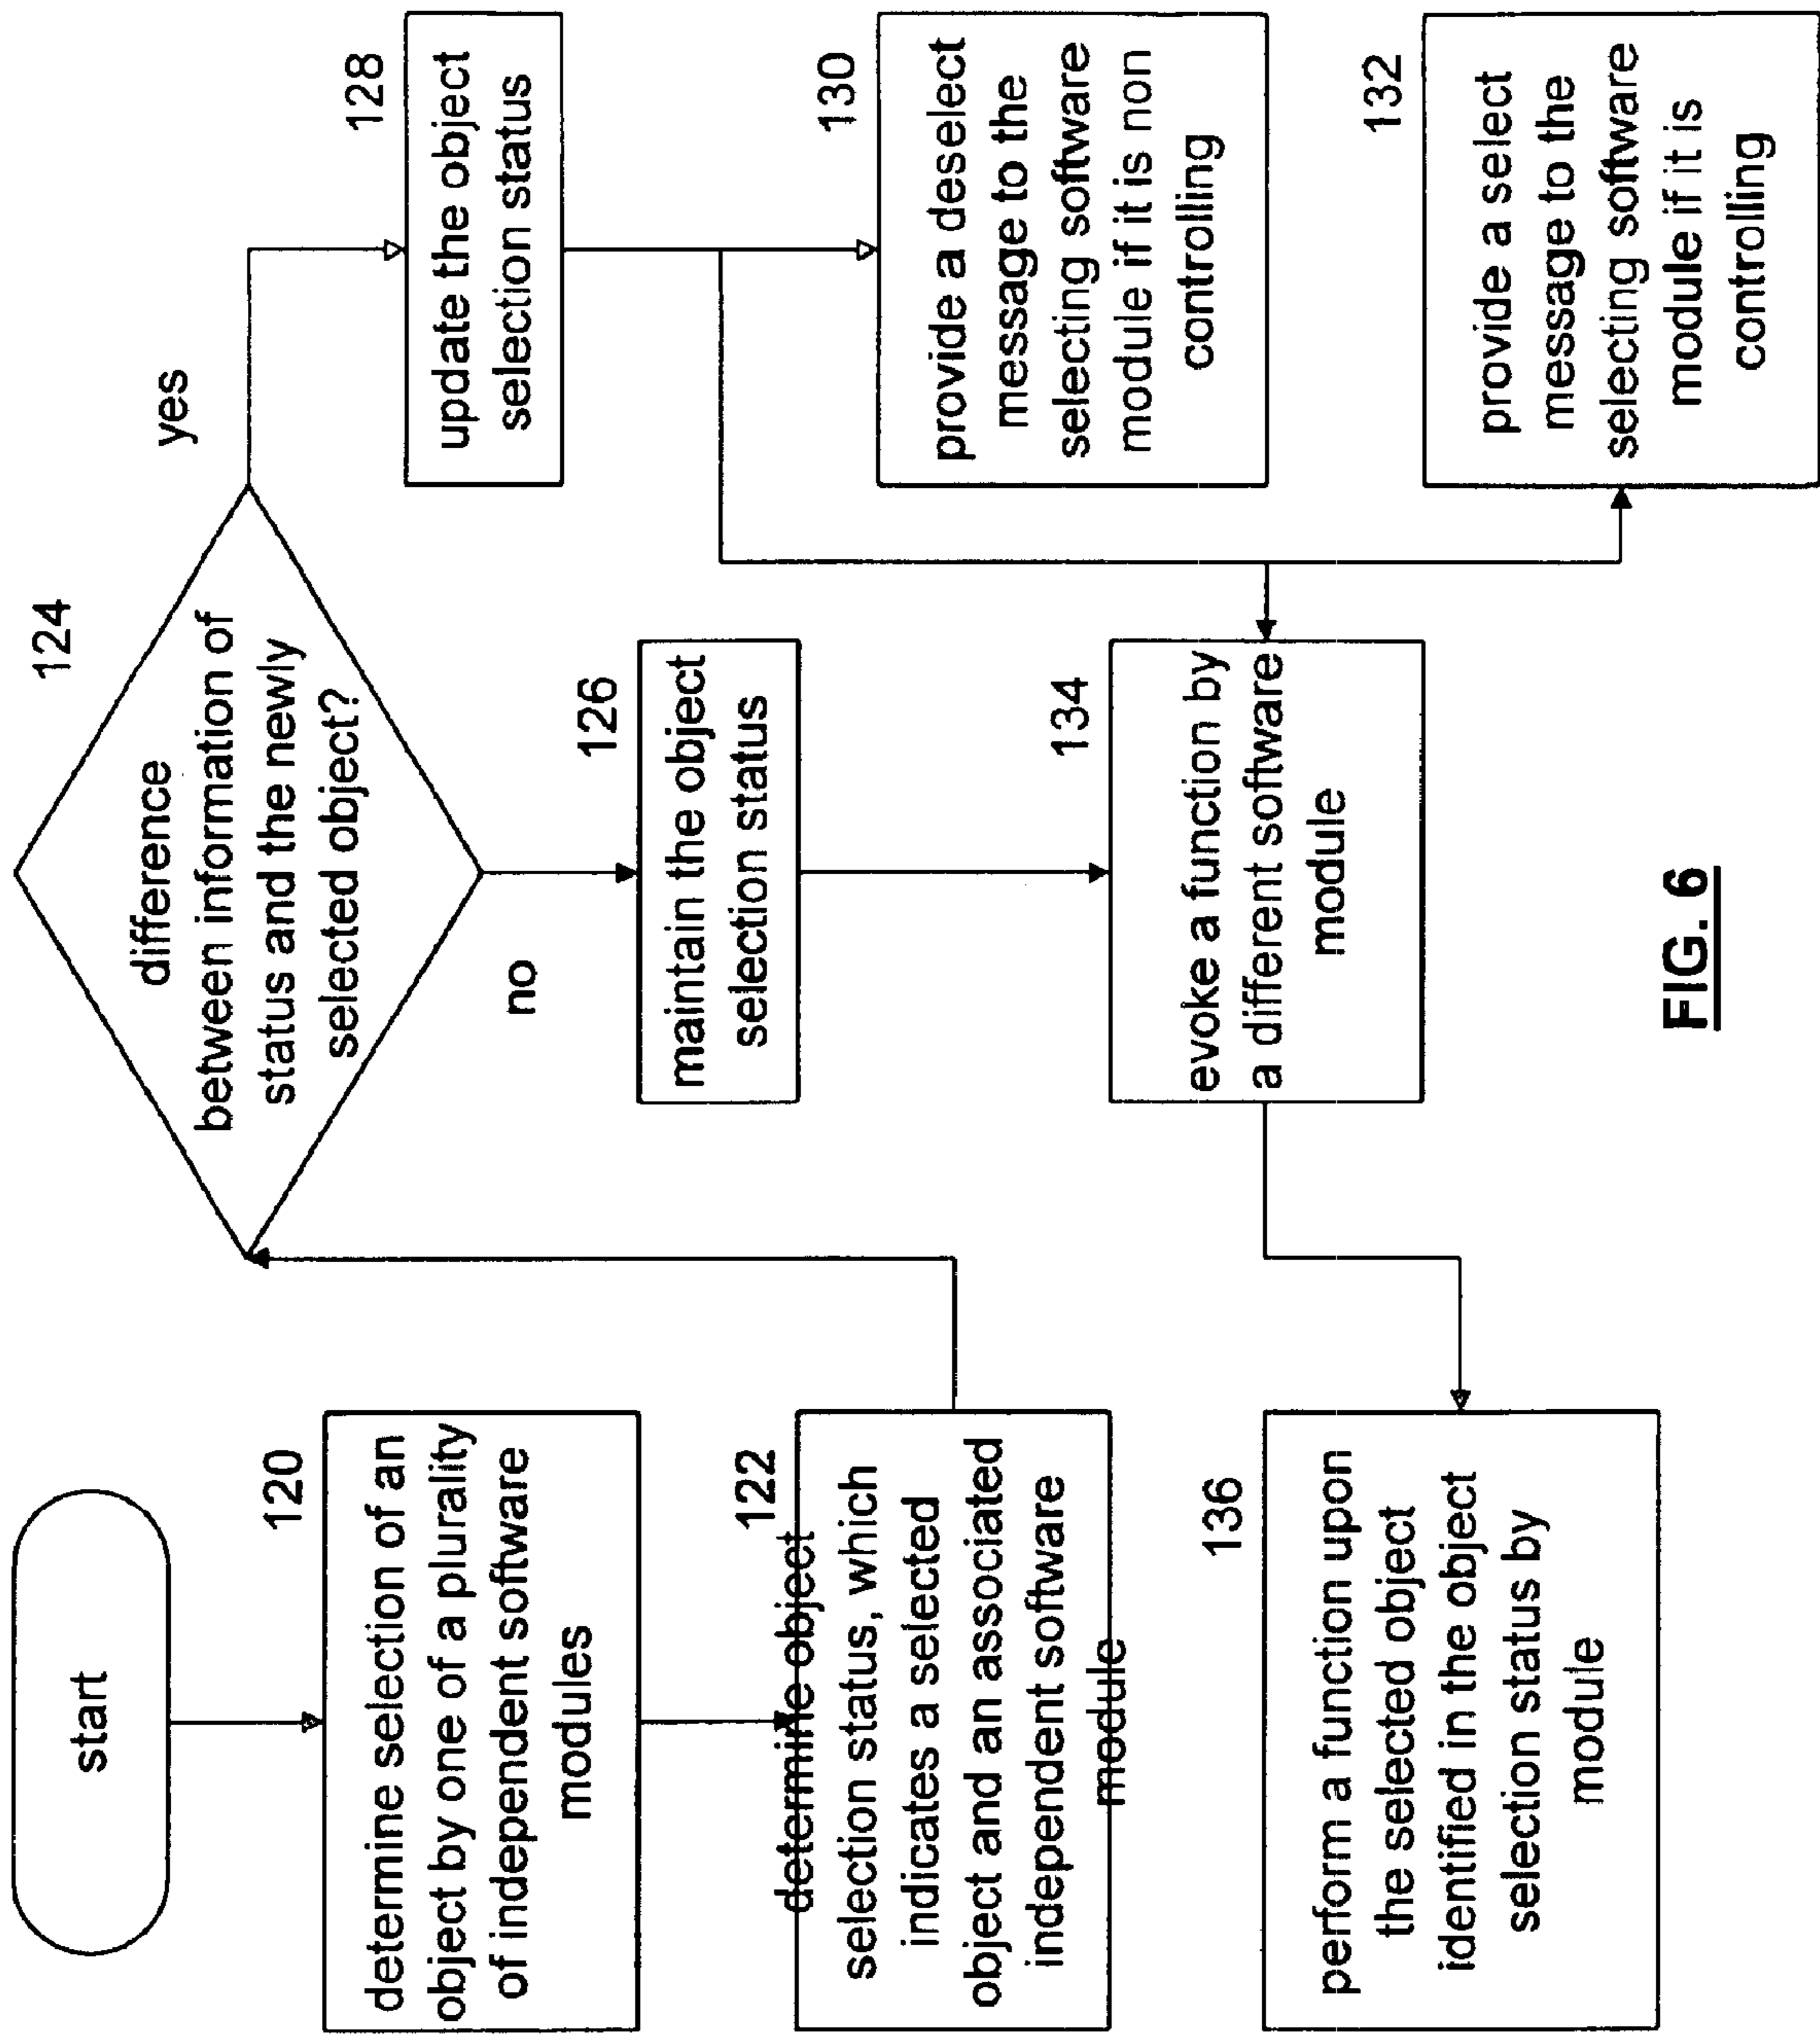 start
120
determine selection of an
object by one of a plurality
of independent software
modules
122
determine object
selection status, which
indicates a selected
object and an associated
independent software
module
124
difference
between information of
status and the newly
selected object?
yes
no
126
maintain the object
selection status
128
update the object
selection status
130
provide a deselect
message to the
selecting software
module if it is non
controlling
132
provide a select
message to the
selecting software
module if it is
controlling
134
evoke a function by
a different software
module
136
perform a function upon
the selected object
identified in the object
selection status by
module
FIG. 6